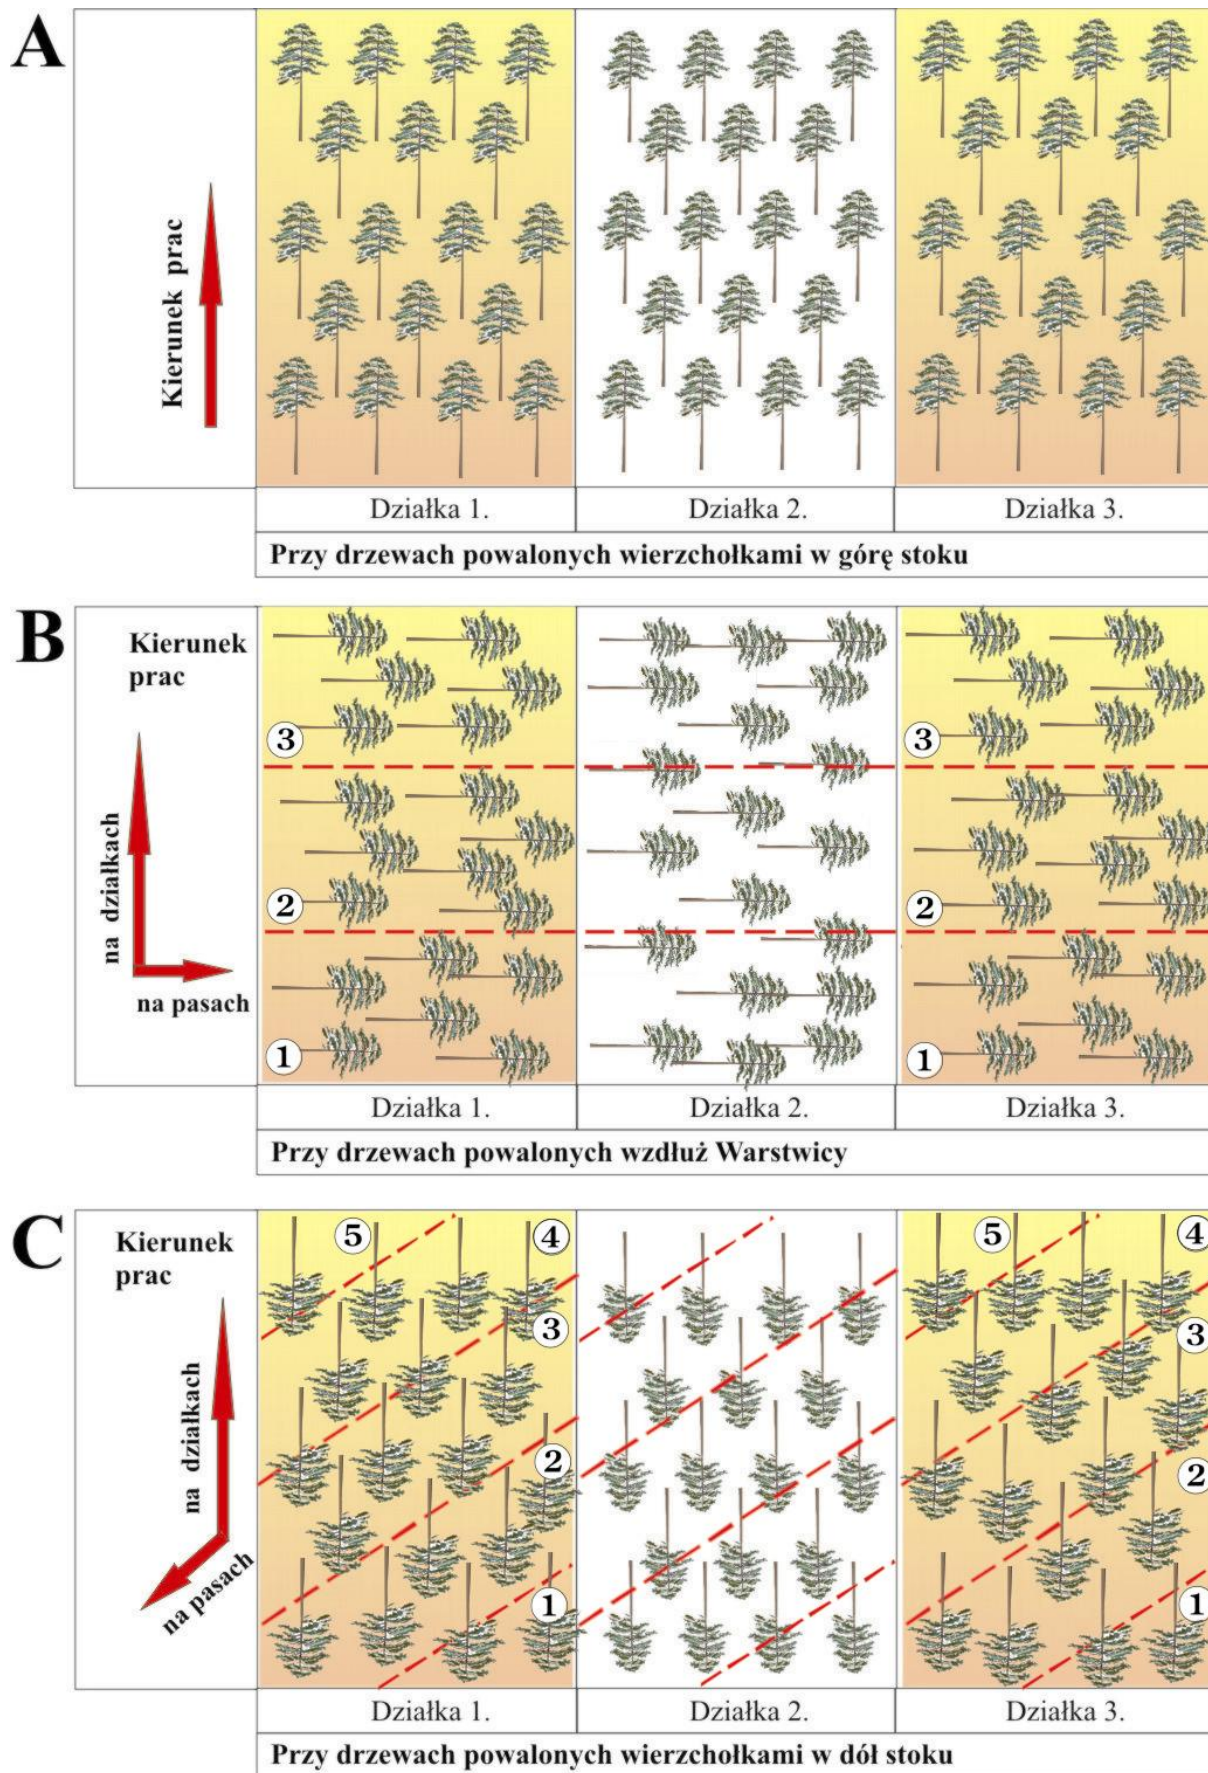 A
Kierunek prac
Działka 1.
Działka 2.
Działka 3.
Przy drzewach powalonych wierzchołkami w górę stoku
B
Kierunek
prac
na działkach
na pasach
3
2
1
3
2
1
Działka 1.
Działka 2.
Działka 3.
Przy drzewach powalonych wzdłuż Warstwicy
C
Kierunek
prac
na działkach
na pasach
5
4
3
2
1
5
4
3
2
1
Działka 1.
Działka 2.
Działka 3.
Przy drzewach powalonych wierzchołkami w dół stoku